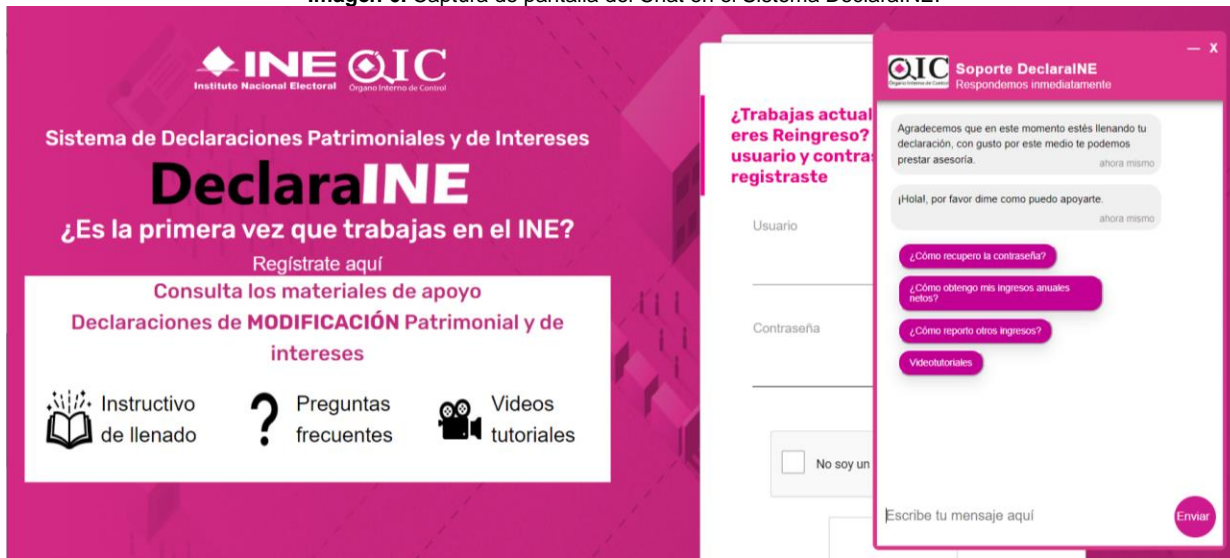 Imagen 6. Captura de pantalla del Chat en el Sistema DeclaraINE.
INE
Instituto Nacional Electoral
OIC
Órgano Interno de Control
Sistema de Declaraciones Patrimoniales y de Intereses
DeclaraINE
¿Es la primera vez que trabajas en el INE?
Regístrate aquí
Consulta los materiales de apoyo
Declaraciones de MODIFICACIÓN Patrimonial y de
intereses
Instructivo
de llenado
Preguntas
frecuentes
Videos
tutoriales
¿Trabajas actual
eres Reingreso?
usuario y contras
registraste
Usuario
Contraseña
No soy un
— X
OIC
Órgano Interno de Control
Soporte DeclaraINE
Respondemos inmediatamente
Agradecemos que en este momento estés llenando tu
declaración, con gusto por este medio te podemos
prestar asesoría.
ahora mismo
¡Hola!, por favor dime como puedo apoyarte.
ahora mismo
¿Cómo recupero la contraseña?
¿Cómo obtengo mis ingresos anuales
netos?
¿Cómo reporto otros ingresos?
Videotutoriales
Escribe tu mensaje aquí
Enviar